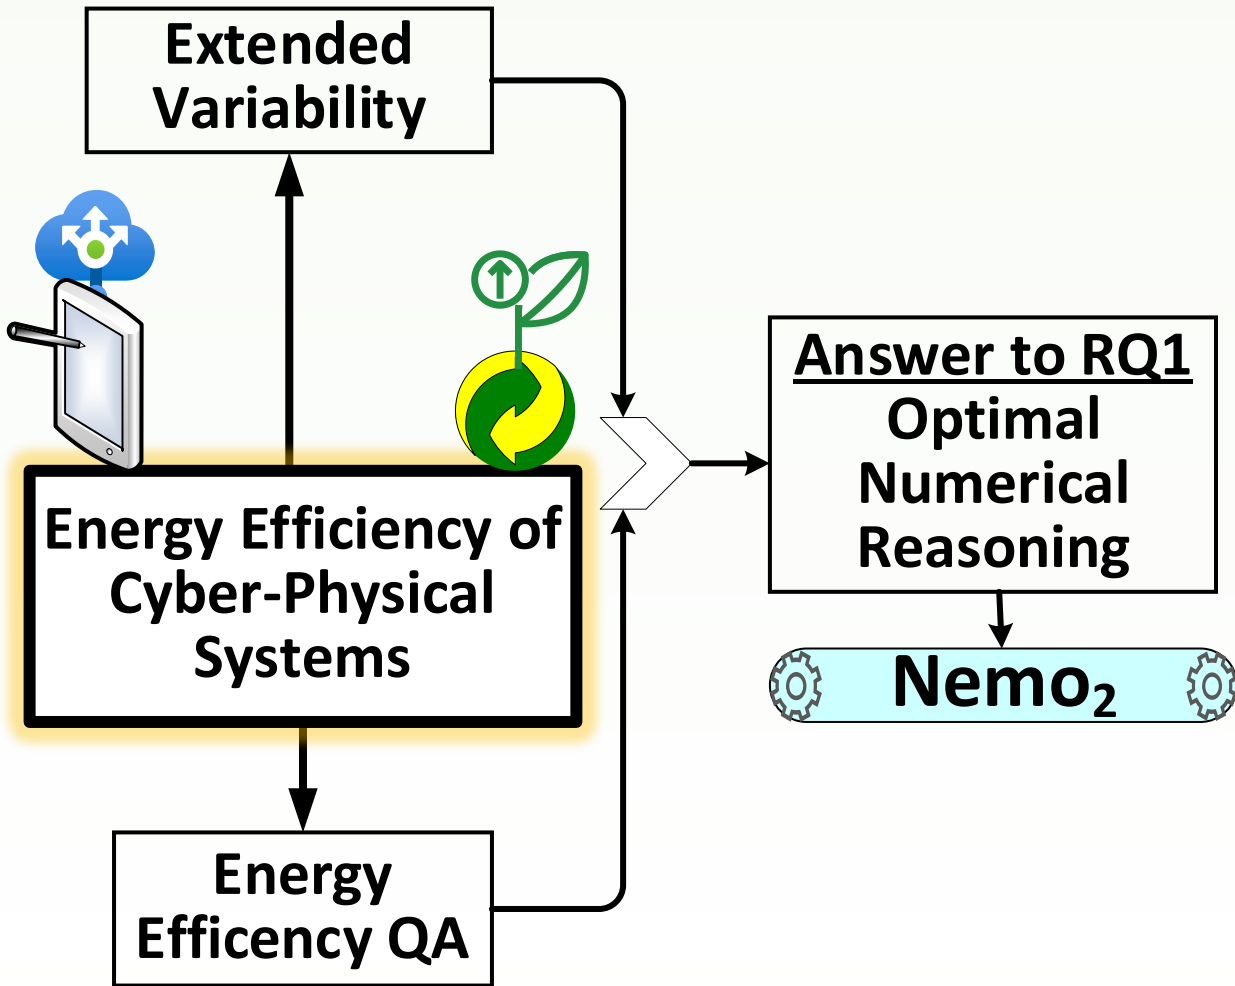 Extended
Variability
Energy Efficiency of
Cyber-Physical
Systems
Energy
Efficency QA
Answer to RQ1
Optimal
Numerical
Reasoning
Nemo₂